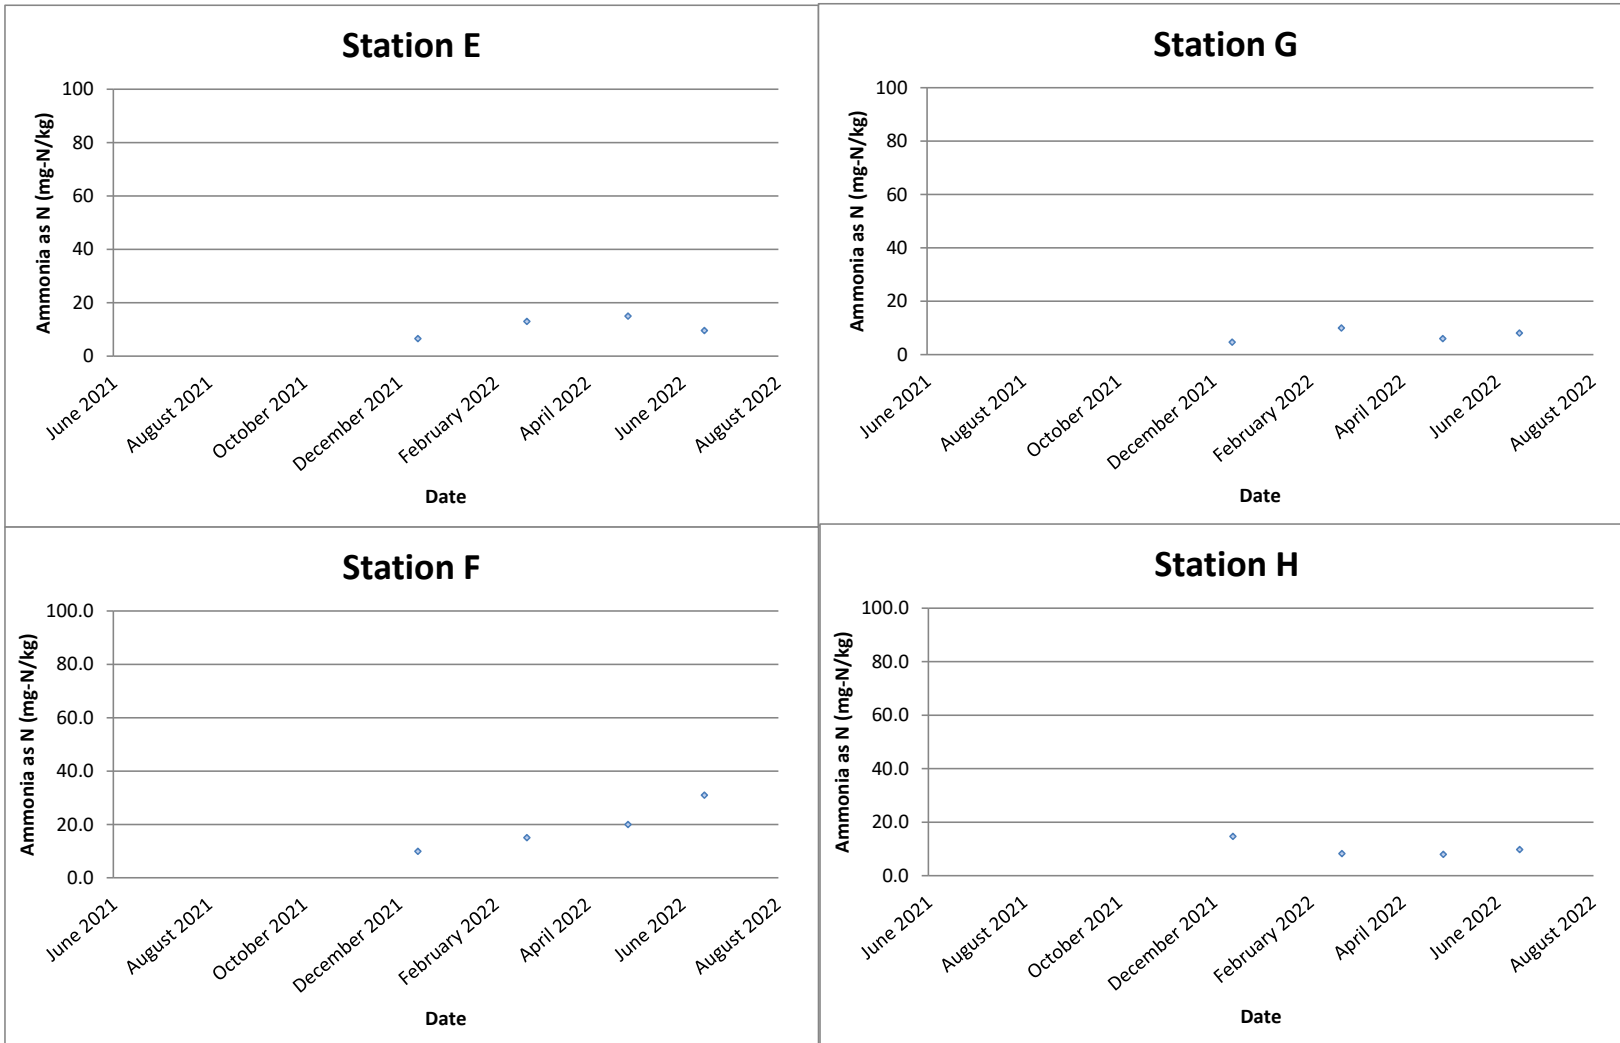 Station E
Ammonia as N (mg-N/kg)
100
80
60
40
20
0
June 2021
August 2021
October 2021
December 2021
February 2022
April 2022
June 2022
August 2022
Date
Station G
Ammonia as N (mg-N/kg)
100
80
60
40
20
0
June 2021
August 2021
October 2021
December 2021
February 2022
April 2022
June 2022
August 2022
Date
Station F
Ammonia as N (mg-N/kg)
100.0
80.0
60.0
40.0
20.0
0.0
June 2021
August 2021
October 2021
December 2021
February 2022
April 2022
June 2022
August 2022
Date
Station H
Ammonia as N (mg-N/kg)
100.0
80.0
60.0
40.0
20.0
0.0
June 2021
August 2021
October 2021
December 2021
February 2022
April 2022
June 2022
August 2022
Date